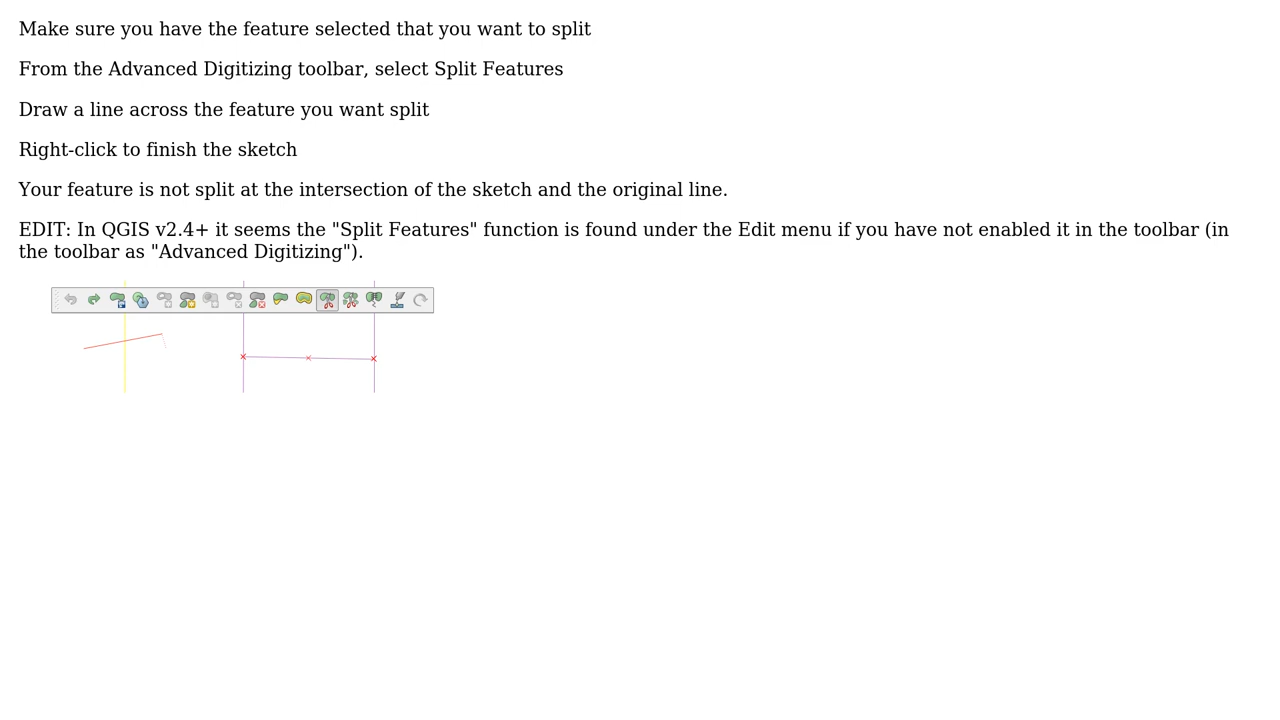 Make sure you have the feature selected that you want to split
From the Advanced Digitizing toolbar, select Split Features
Draw a line across the feature you want split
Right-click to finish the sketch
Your feature is not split at the intersection of the sketch and the original line.
EDIT: In QGIS v2.4+ it seems the "Split Features" function is found under the Edit menu if you have not enabled it in the toolbar (in
the toolbar as "Advanced Digitizing").